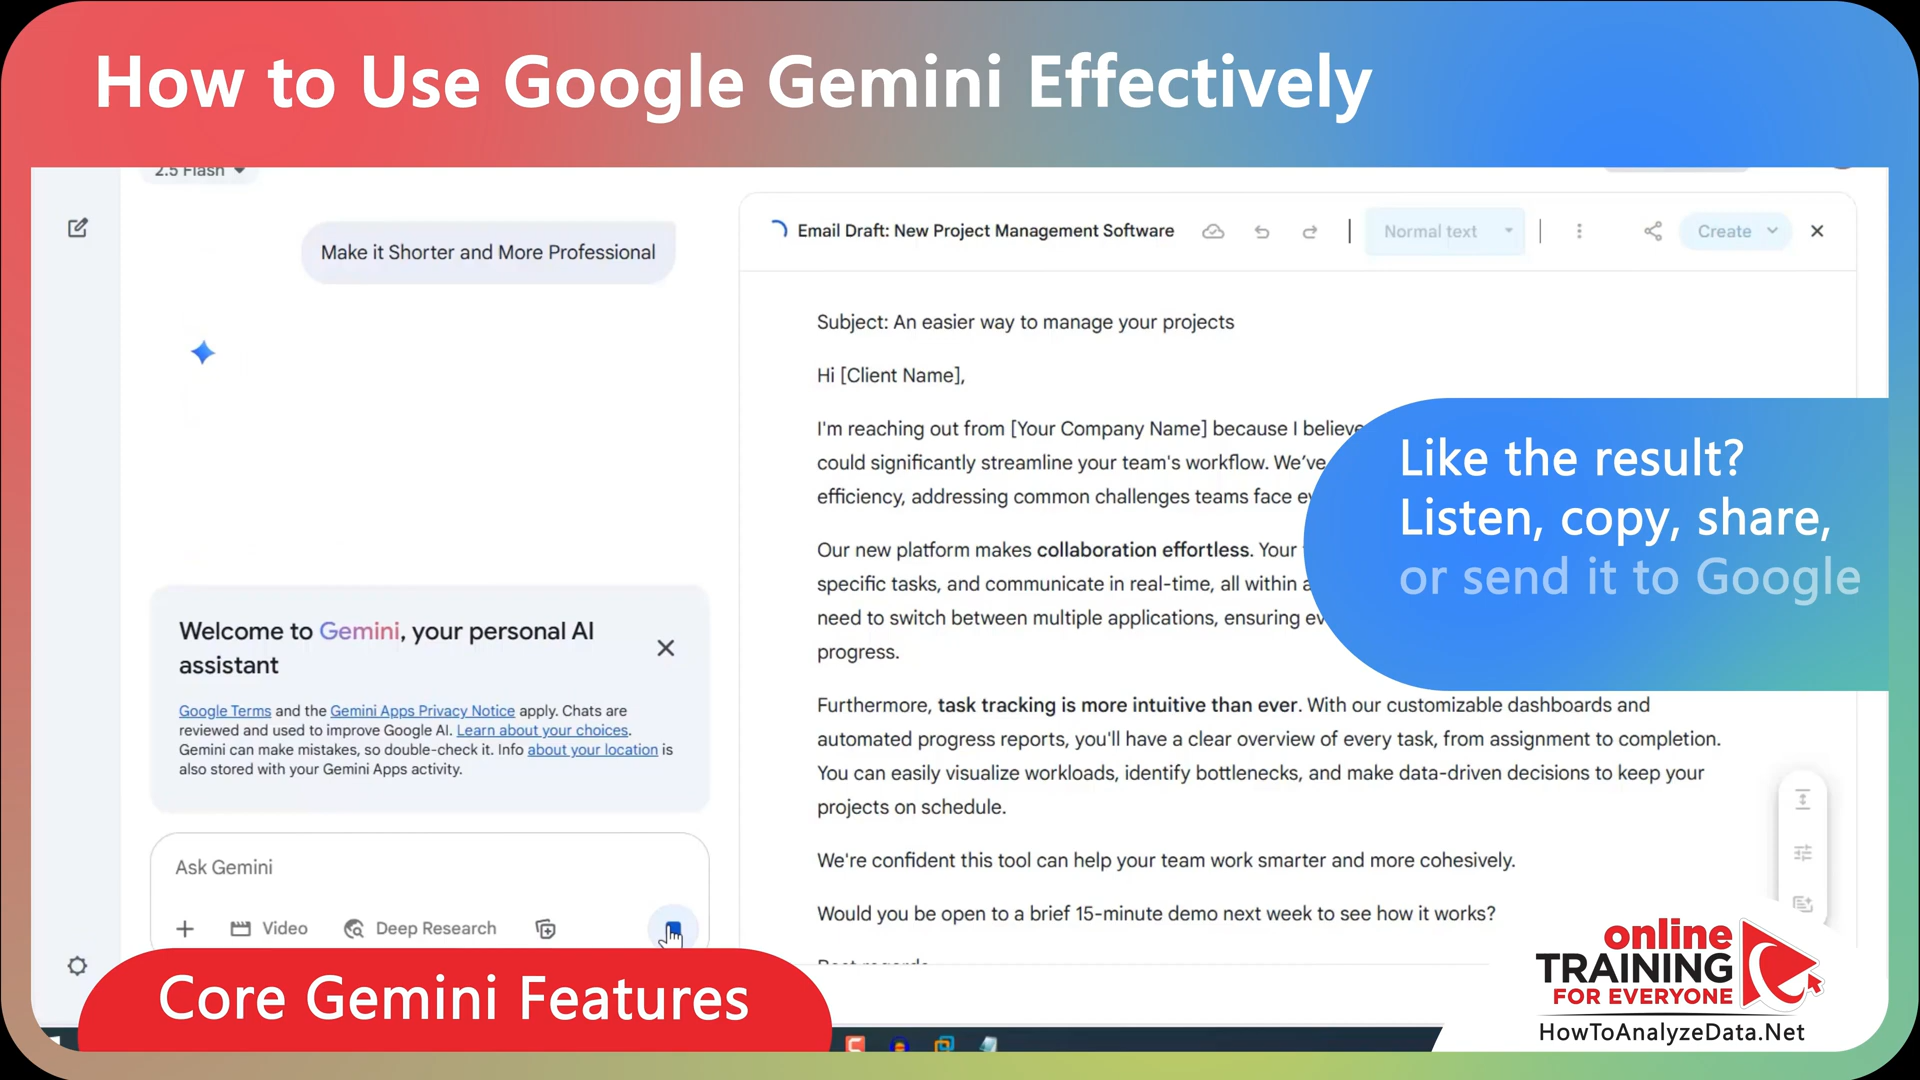 How to Use Google Gemini Effectively
2.5 Flash
Make it Shorter and More Professional
Email Draft: New Project Management Software
Normal text
Create
Subject: An easier way to manage your projects
Hi [Client Name],
I'm reaching out from [Your Company Name] because I believe
could significantly streamline your team's workflow. We've
efficiency, addressing common challenges teams face
Our new platform makes collaboration effortless. Your
specific tasks, and communicate in real-time, all within
need to switch between multiple applications, ensuring
progress.
Furthermore, task tracking is more intuitive than ever. With our customizable dashboards and
automated progress reports, you'll have a clear overview of every task, from assignment to completion.
You can easily visualize workloads, identify bottlenecks, and make data-driven decisions to keep your
projects on schedule.
We're confident this tool can help your team work smarter and more cohesively.
Would you be open to a brief 15-minute demo next week to see how it works?
Best regards
Like the result?
Listen, copy, share,
or send it to Google
Welcome to Gemini, your personal AI
assistant
Google Terms and the Gemini Apps Privacy Notice apply. Chats are
reviewed and used to improve Google AI. Learn about your choices.
Gemini can make mistakes, so double-check it. Info about your location is
also stored with your Gemini Apps activity.
Ask Gemini
Video
Deep Research
Core Gemini Features
online
TRAINING
FOR EVERYONE
HowToAnalyzeData.Net